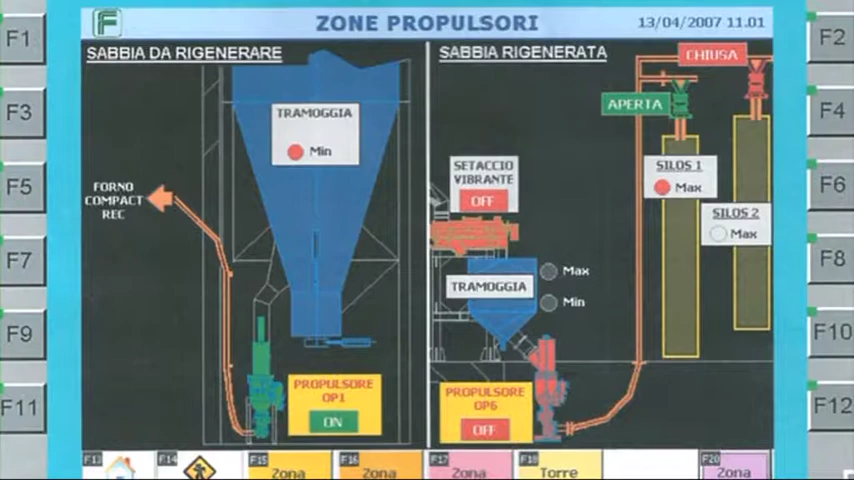 ZONE PROPULSORI
13/04/2007 11.01
F1
F2
F3
F4
F5
F6
F7
F8
F9
F10
F11
F12
SABBIA DA RIGENERARE
TRAMOGGIA
Min
FORNO
COMPACT
REC
PROPULSORE
OP1
ON
SABBIA RIGENERATA
CHIUSA
APERTA
SETACCIO
VIBRANTE
OFF
SILOS 1
Max
SILOS 2
Max
TRAMOGGIA
Max
Min
PROPULSORE
OP6
OFF
F13
F14
F15
Zona
F16
Zona
F17
Zona
F18
Torre
F20
Zona